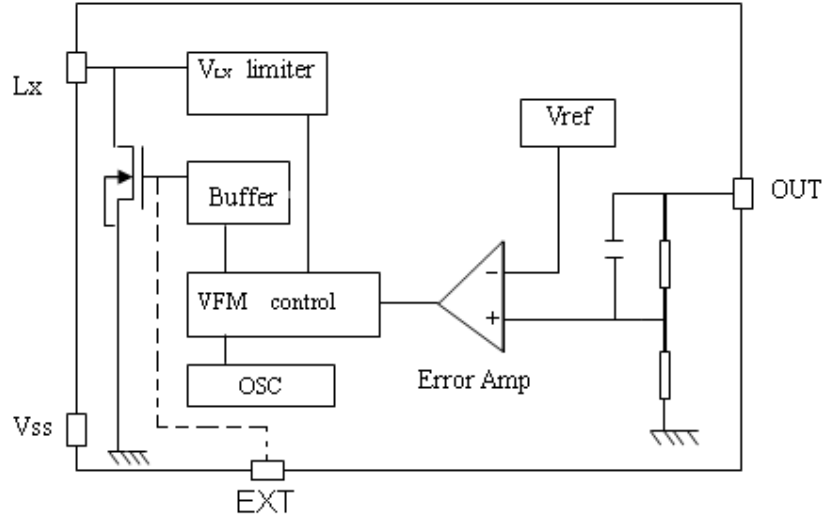 Lx
VLX limiter
Vref
Buffer
OUT
VFM control
-
+
OSC
Error Amp
Vss
EXT